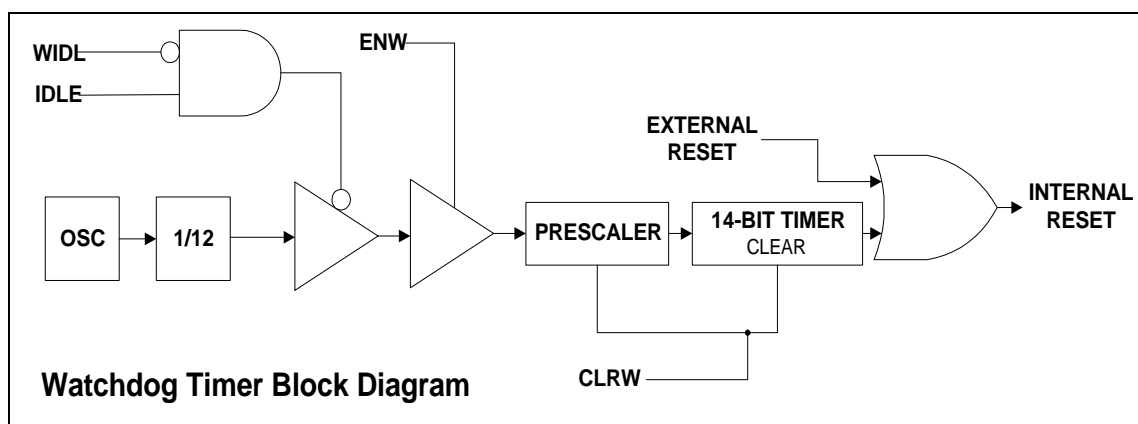 WIDL
IDLE
ENW
EXTERNAL
RESET
INTERNAL
RESET
OSC
1/12
PRESCALER
14-BIT TIMER
CLEAR
CLRW
Watchdog Timer Block Diagram